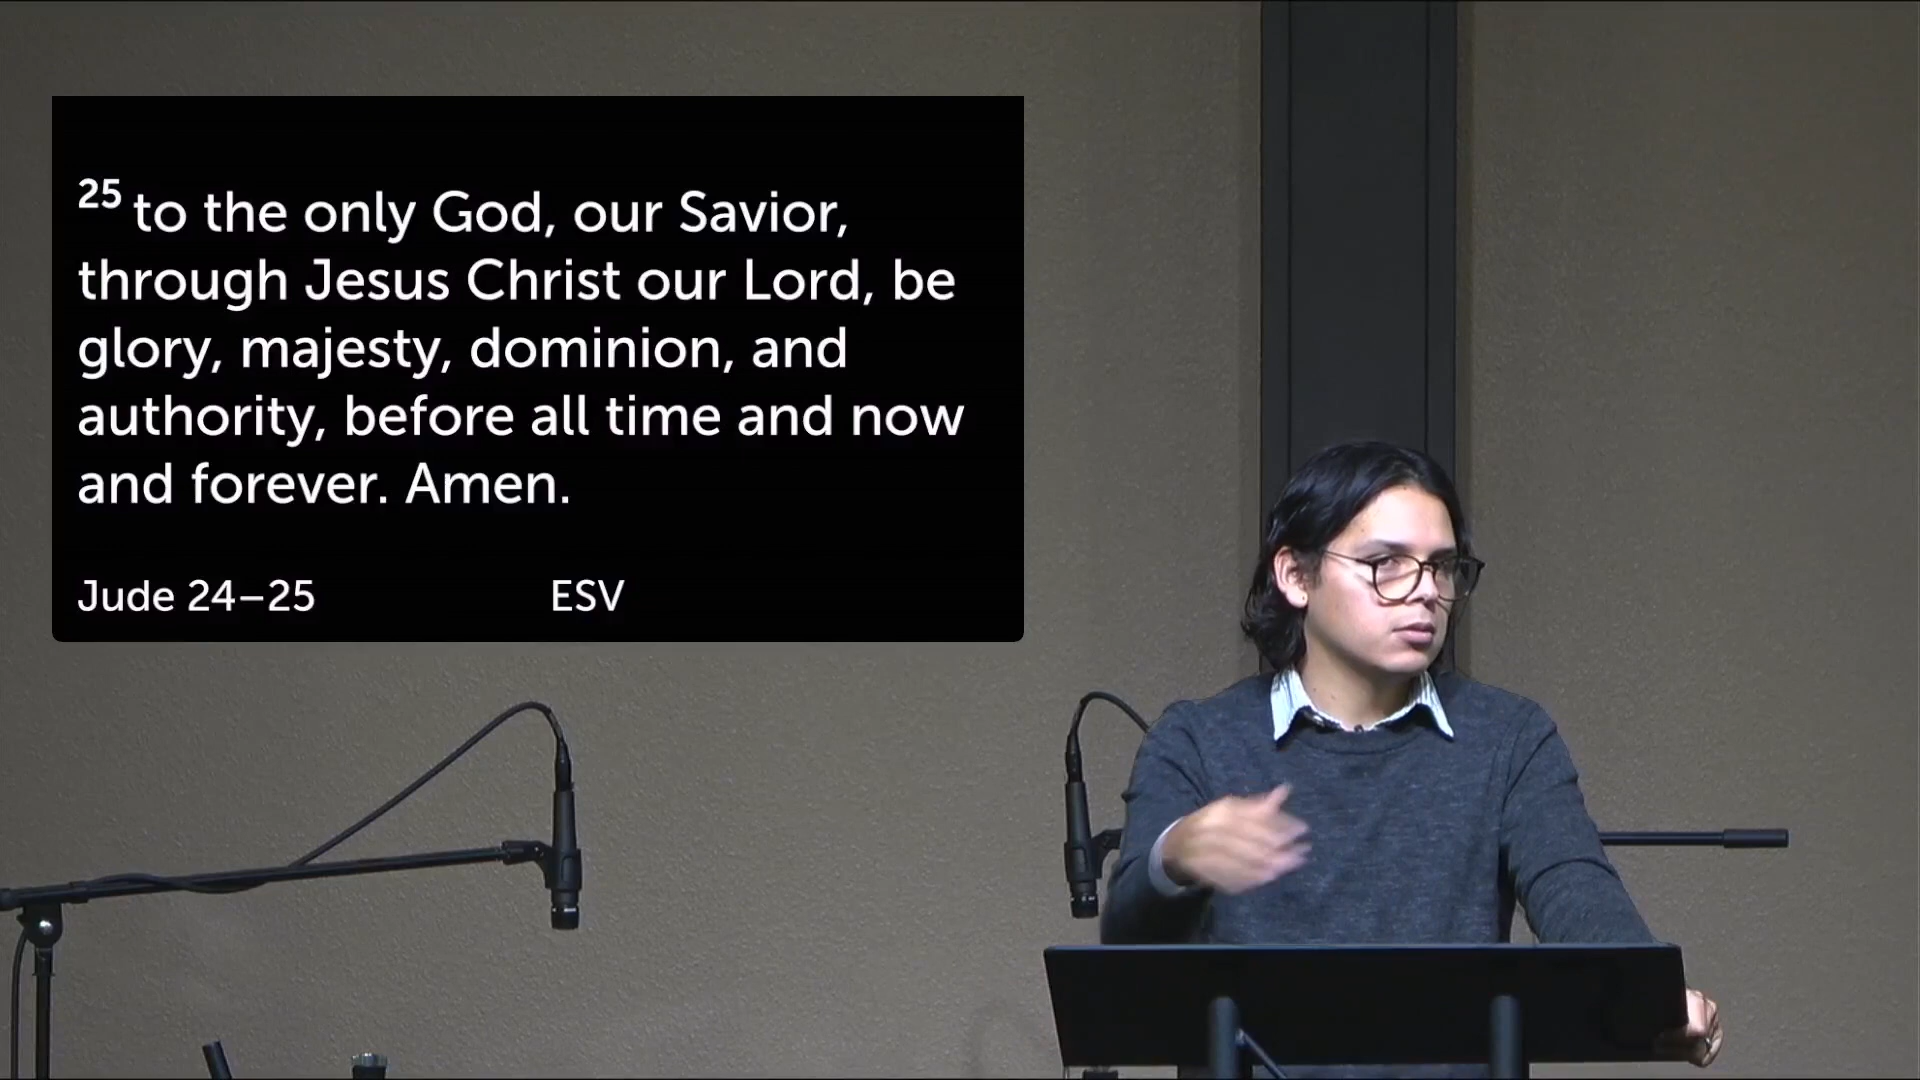 25 to the only God, our Savior,
through Jesus Christ our Lord, be
glory, majesty, dominion, and
authority, before all time and now
and forever. Amen.
Jude 24–25 ESV